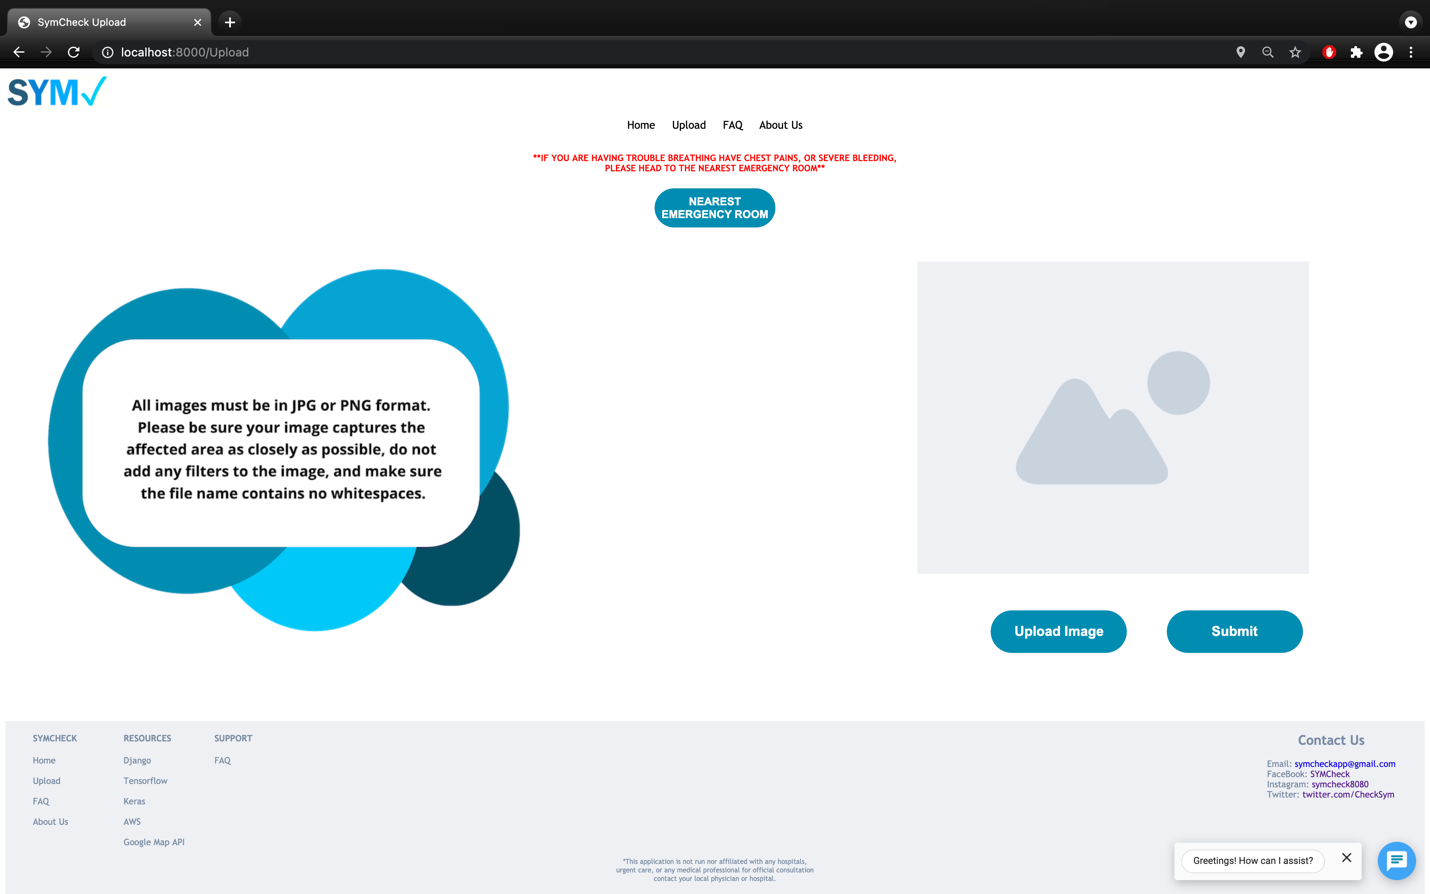 SymCheck Upload
localhost:8000/Upload
SYM
Home Upload FAQ About Us
**IF YOU ARE HAVING TROUBLE BREATHING HAVE CHEST PAINS, OR SEVERE BLEEDING,
PLEASE HEAD TO THE NEAREST EMERGENCY ROOM**
NEAREST
EMERGENCY ROOM
All images must be in JPG or PNG format.
Please be sure your image captures the
affected area as closely as possible, do not
add any filters to the image, and make sure
the file name contains no whitespaces.
Upload Image
Submit
SYMCHECK
Home
Upload
FAQ
About Us
RESOURCES
Django
Tensorflow
Keras
AWS
Google Map API
SUPPORT
FAQ
Contact Us
Email: symcheckapp@gmail.com
FaceBook: SYMCheck
Instagram: symcheck8080
Twitter: twitter.com/CheckSym
*This application is not run nor affiliated with any hospitals,
urgent care, or any medical professional for official consultation
contact your local physician or hospital.
Greetings! How can I assist?